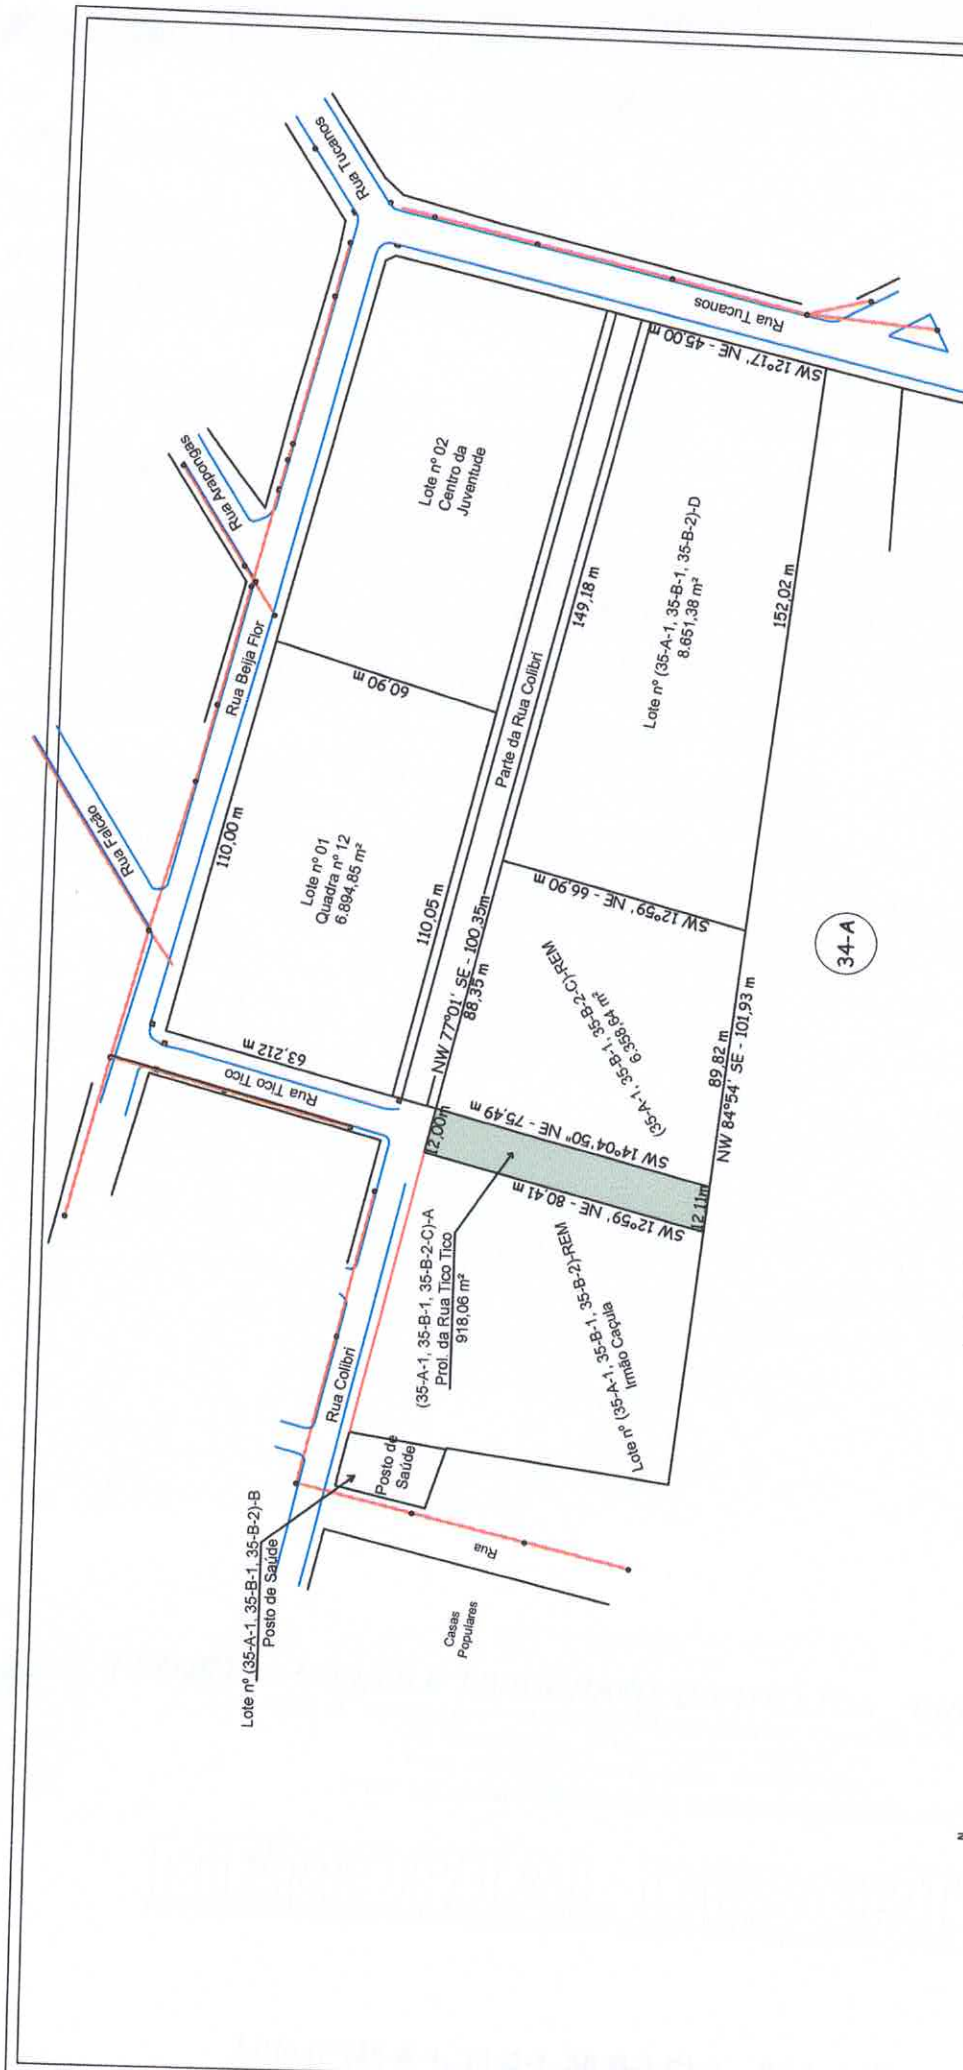 Rua Tucanos
Rua Arapongas
Rua Beija Flor
Rua Falcão
Rua Tucanos
Lote nº 02
Centro da
Juventude
60,90 m
110,00 m
Lote nº 01
Quadra nº 12
6.894,85 m²
110,05 m
63,212 m
Rua Tico Tico
Parte da Rua Colibri
149,18 m
SW 12º17' NE - 45,00 m
Lote nº (35-A-1, 35-B-1, 35-B-2)-D
8.651,38 m²
152,02 m
NW 77º01' SE - 100,35m
88,35 m
SW 12º59' NE - 66,90 m
(35-A-1, 35-B-1, 35-B-2-C)-REM
6.358,64 m²
34-A
89,82 m
NW 84º54' SE - 101,93 m
12,00m
SW 14º04'50" NE - 75,49 m
SW 12º59' NE - 80,41 m
12,11m
(35-A-1, 35-B-1, 35-B-2-C)-A
Prol. da Rua Tico Tico
918,06 m²
Rua Colibri
Lote nº (35-A-1, 35-B-1, 35-B-2)-REM
Imão Caçula
Posto de
Saúde
Lote nº (35-A-1, 35-B-1, 35-B-2)-B
Posto de Saúde
Rua
Casas
Populares
N